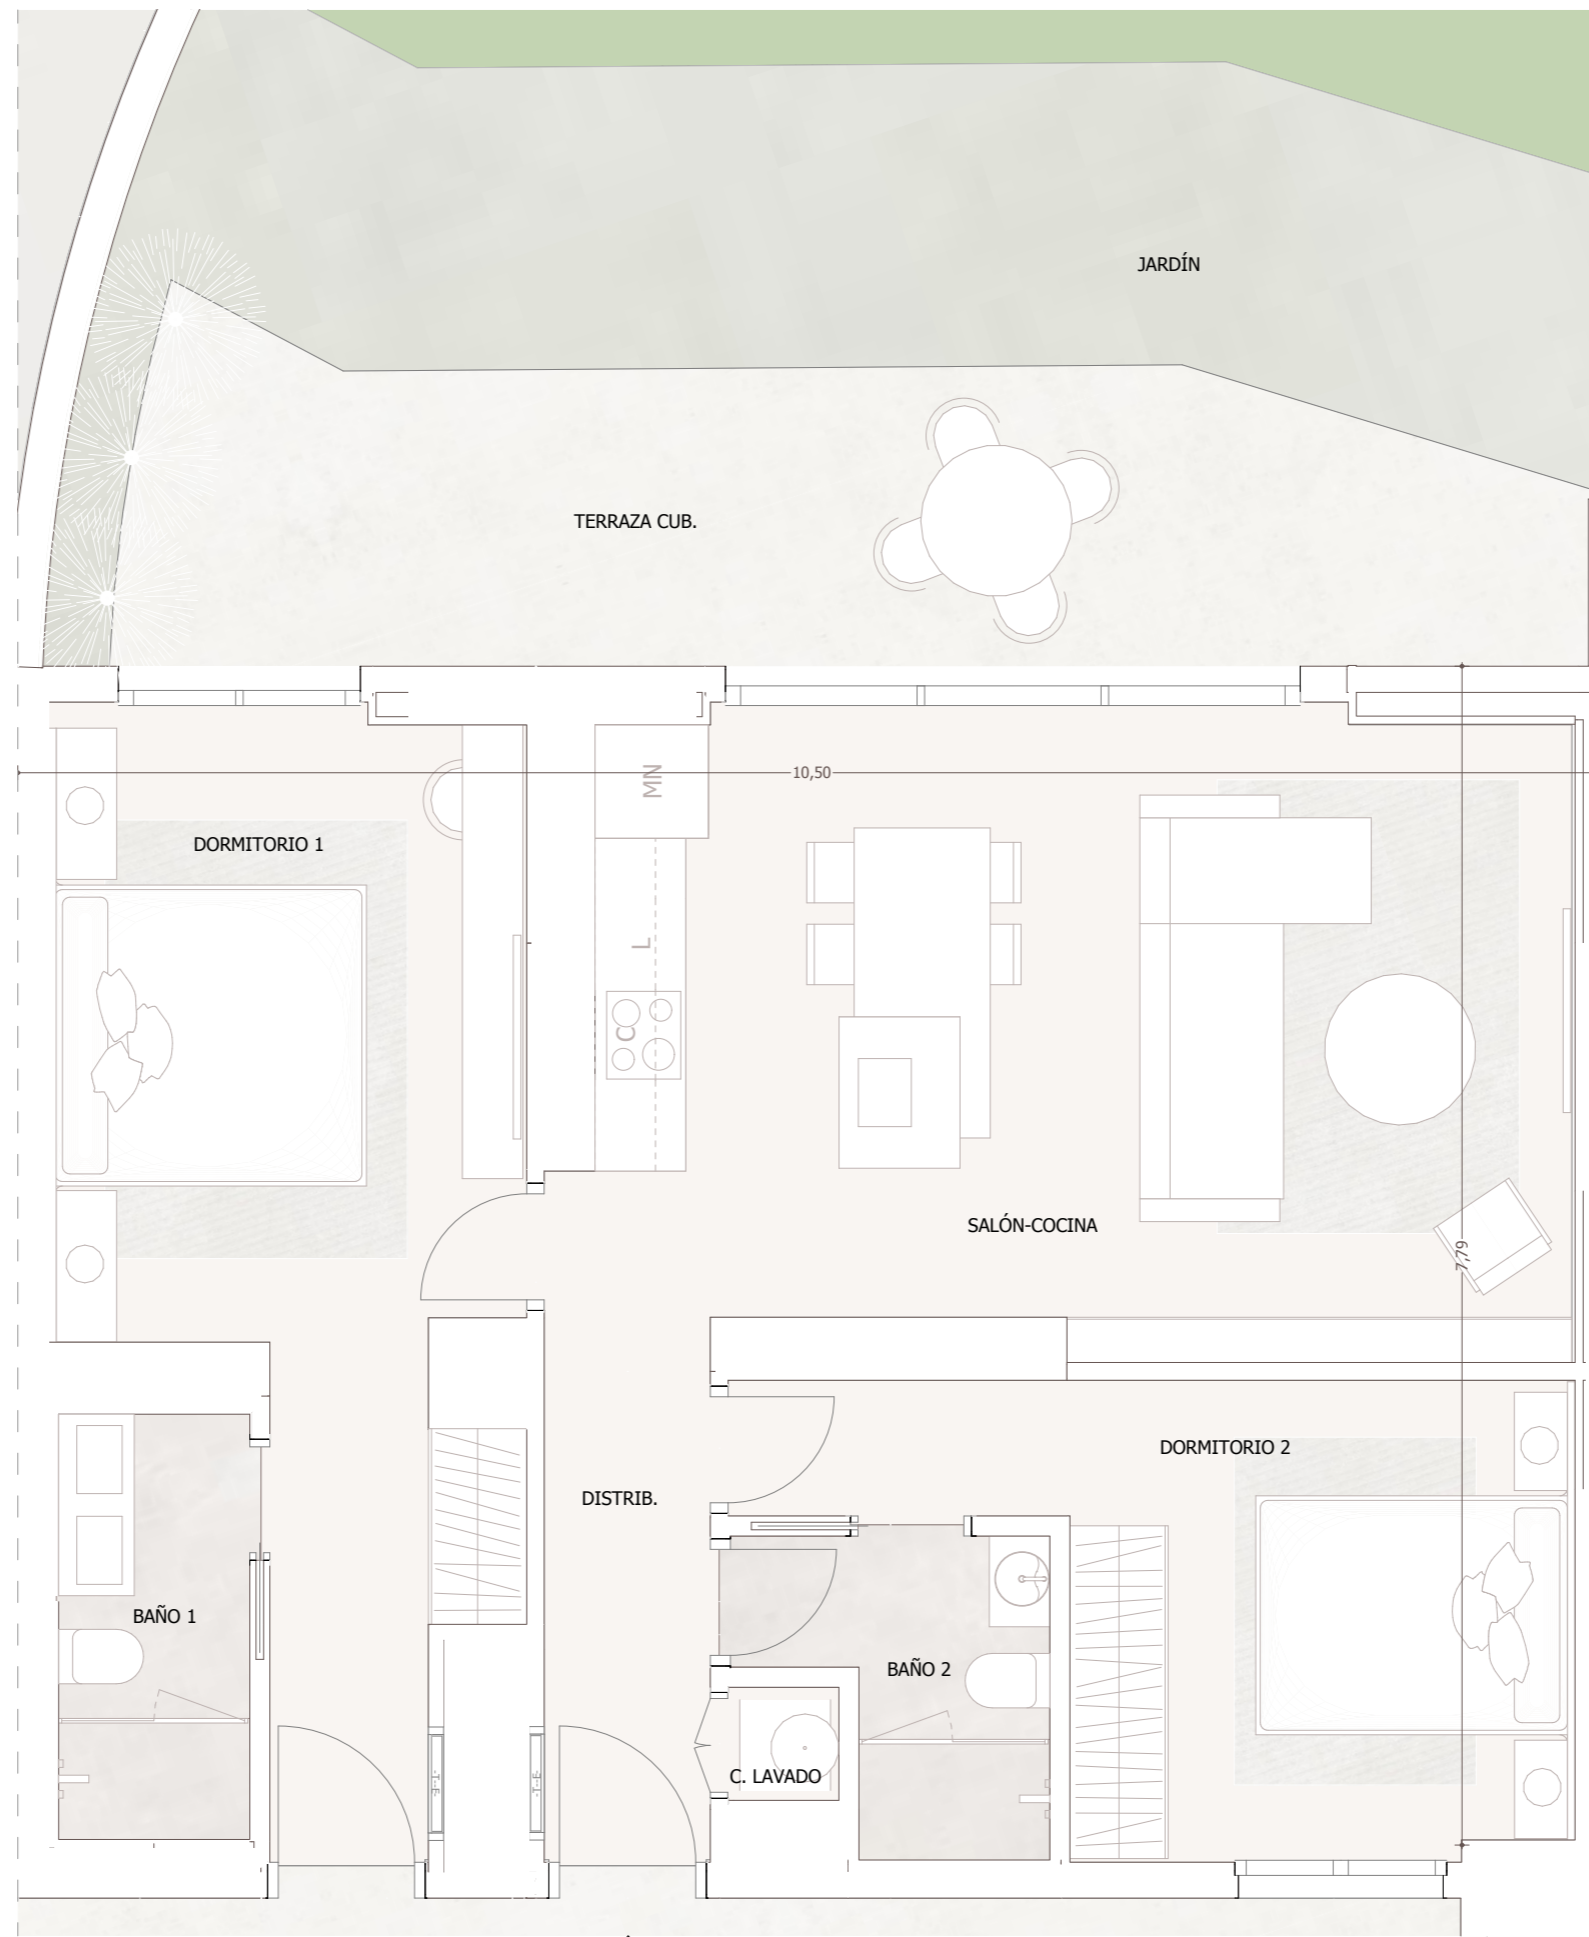 JARDÍN
TERRAZA CUB.
10,50
MN
DORMITORIO 1
L
C
SALÓN-COCINA
7,79
DORMITORIO 2
DISTRIB.
BAÑO 1
BAÑO 2
C. LAVADO